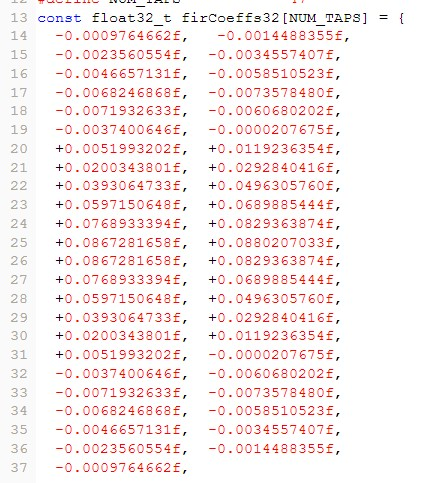 13 const float32_t firCoeffs32[NUM_TAPS] = {
14 -0.0009764662f, -0.0014488355f,
15 -0.0023560554f, -0.0034557407f,
16 -0.0046657131f, -0.0058510523f,
17 -0.0068246868f, -0.0073578480f,
18 -0.0071932633f, -0.0060680202f,
19 -0.0037400646f, -0.0000207675f,
20 +0.0051993202f, +0.0119236354f,
21 +0.0200343801f, +0.0292840416f,
22 +0.0393064733f, +0.0496305760f,
23 +0.0597150648f, +0.0689885444f,
24 +0.0768933394f, +0.0829363874f,
25 +0.0867281658f, +0.0880207033f,
26 +0.0867281658f, +0.0829363874f,
27 +0.0768933394f, +0.0689885444f,
28 +0.0597150648f, +0.0496305760f,
29 +0.0393064733f, +0.0292840416f,
30 +0.0200343801f, +0.0119236354f,
31 +0.0051993202f, -0.0000207675f,
32 -0.0037400646f, -0.0060680202f,
33 -0.0071932633f, -0.0073578480f,
34 -0.0068246868f, -0.0058510523f,
35 -0.0046657131f, -0.0034557407f,
36 -0.0023560554f, -0.0014488355f,
37 -0.0009764662f,